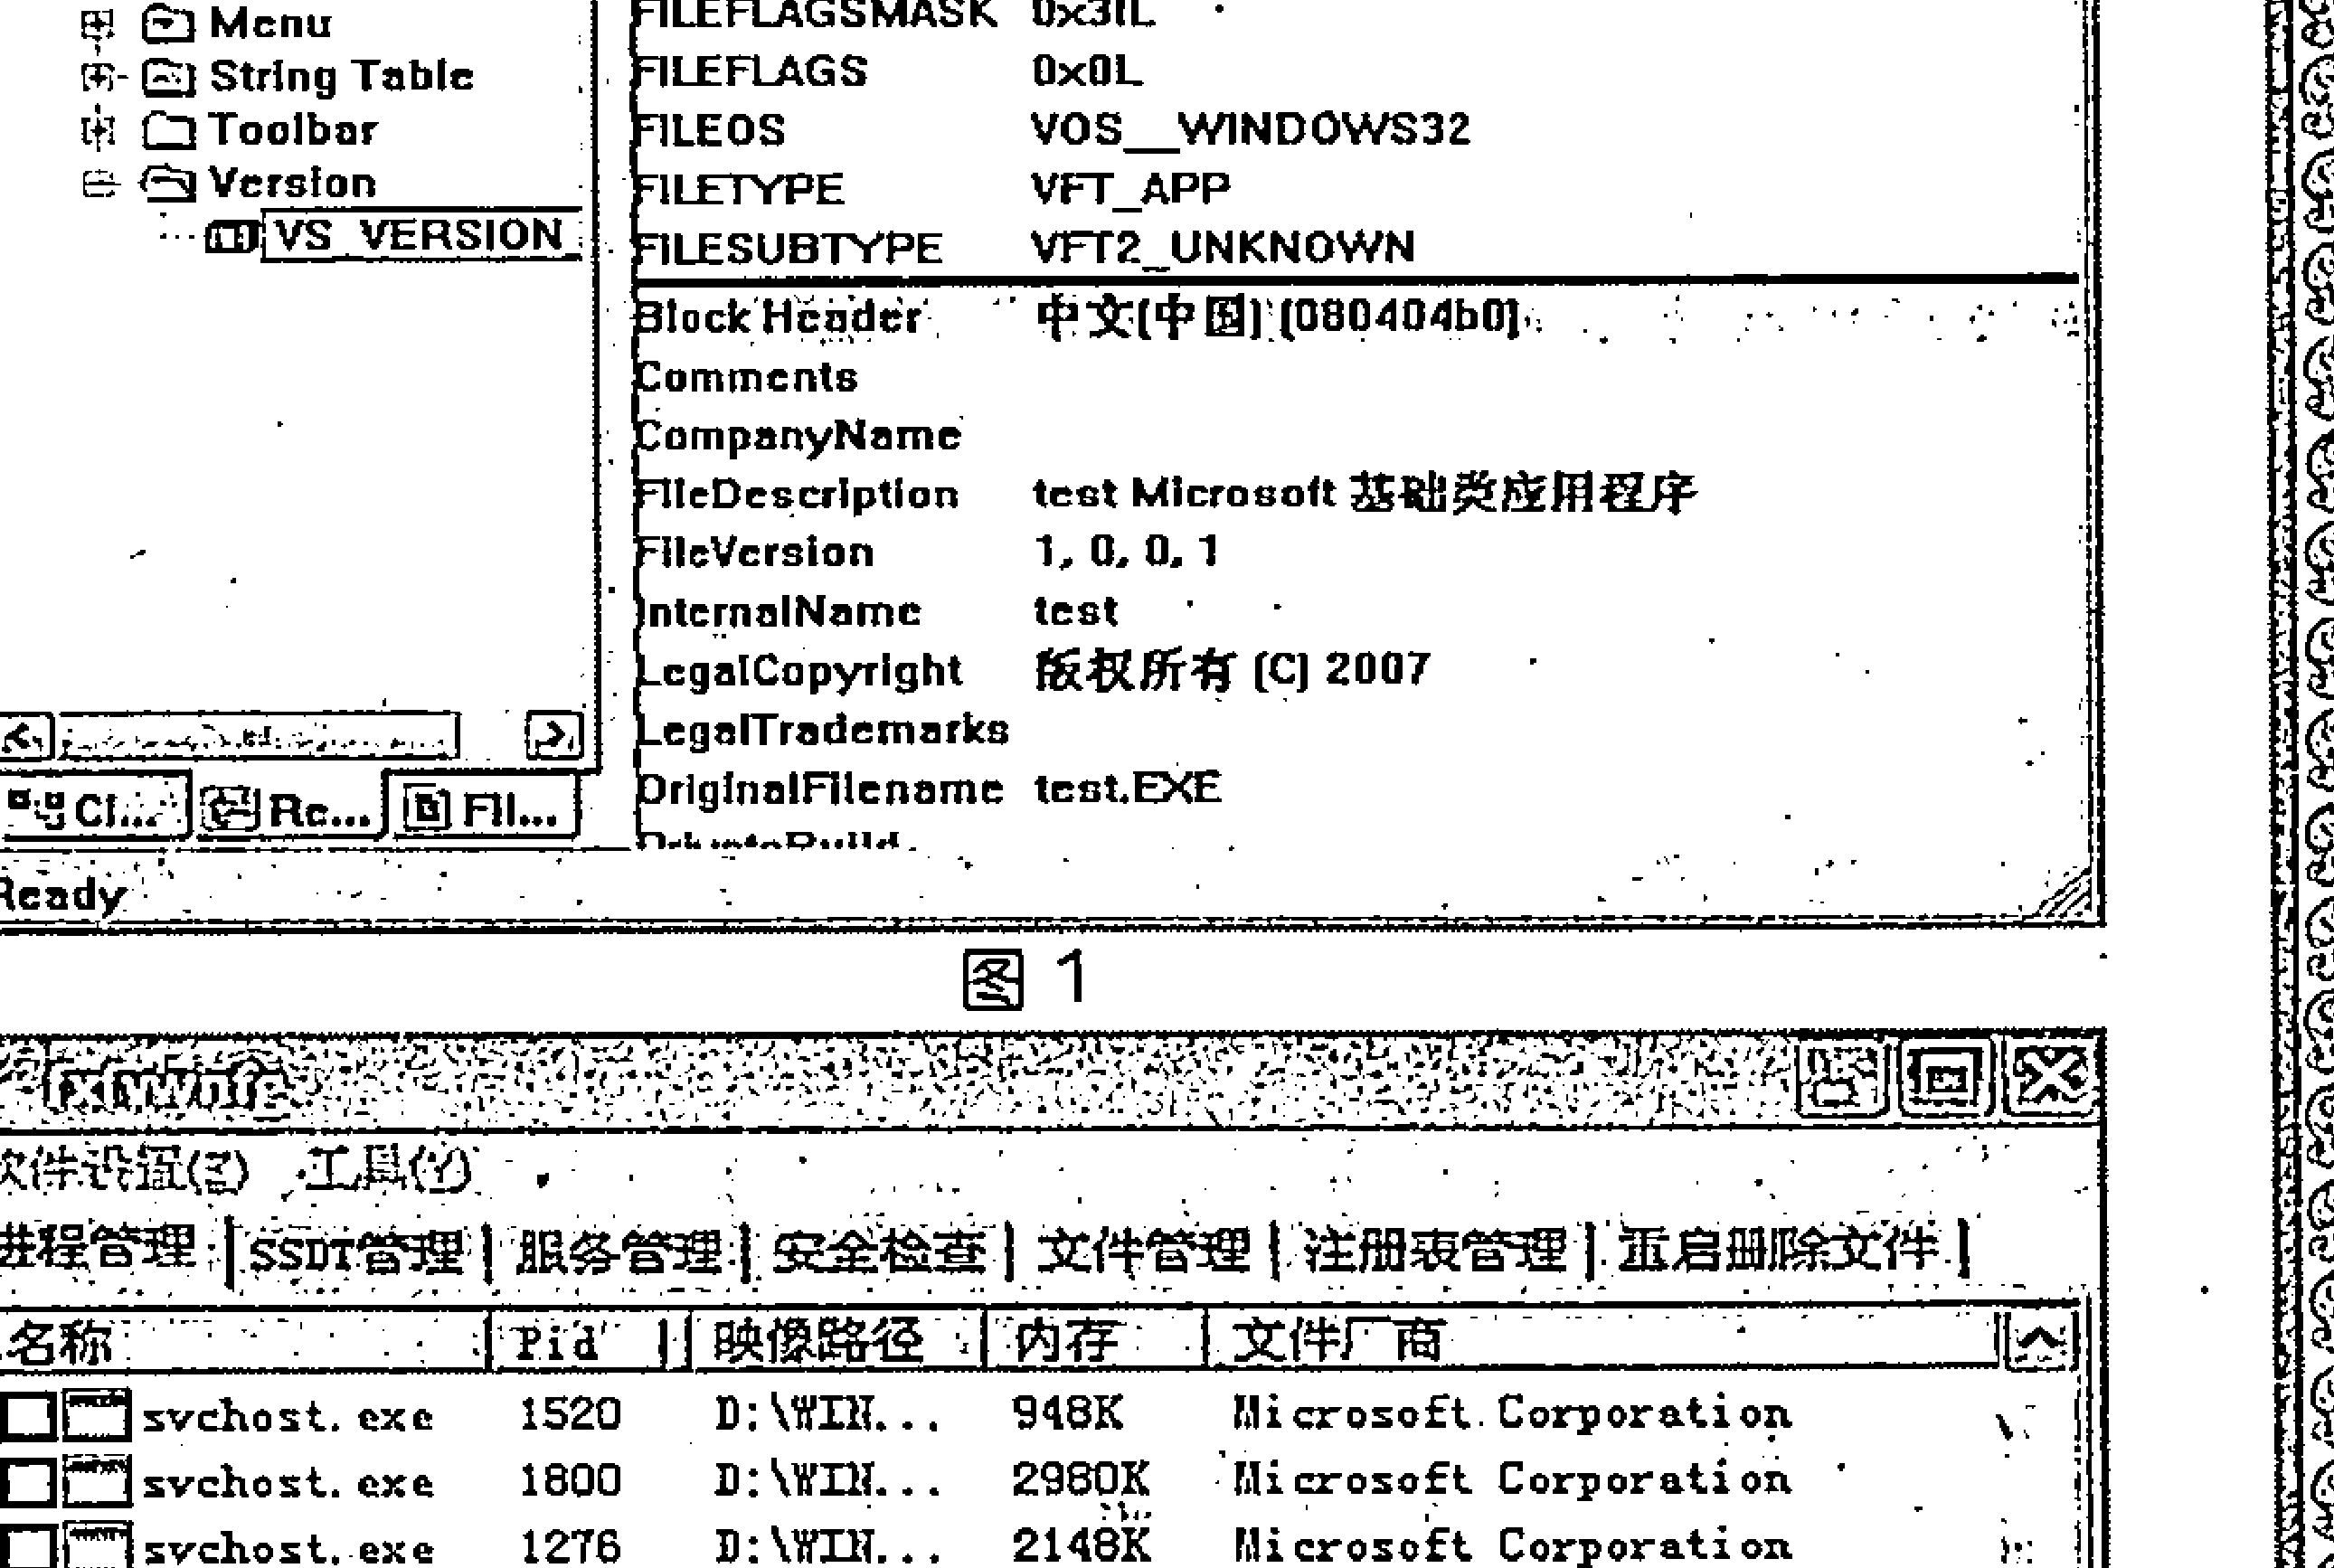 Menu
String Table
Toolbar
Version
VS_VERSION
FILEFLAGSMASK 0x3fL
FILEFLAGS 0x0L
FILEOS VOS__WINDOWS32
FILETYPE VFT_APP
FILESUBTYPE VFT2_UNKNOWN
Block Header 中文(中国) (080404b0)
Comments
CompanyName
FileDescription test Microsoft 基础类应用程序
FileVersion 1, 0, 0, 1
InternalName test
LegalCopyright 版权所有 (C) 2007
LegalTrademarks
OriginalFilename test.EXE
PrivateBuild
Cl... Re... Fil...
Ready
图 1
软件设置(Z) 工具(Y)
进程管理 SSDT管理 服务管理 安全检查 文件管理 注册表管理 重启删除文件
名称 Pid 映像路径 内存 文件厂商
svchost.exe 1520 D:\WIN... 948K Microsoft Corporation
svchost.exe 1800 D:\WIN... 2980K Microsoft Corporation
svchost.exe 1276 D:\WIN... 2148K Microsoft Corporation